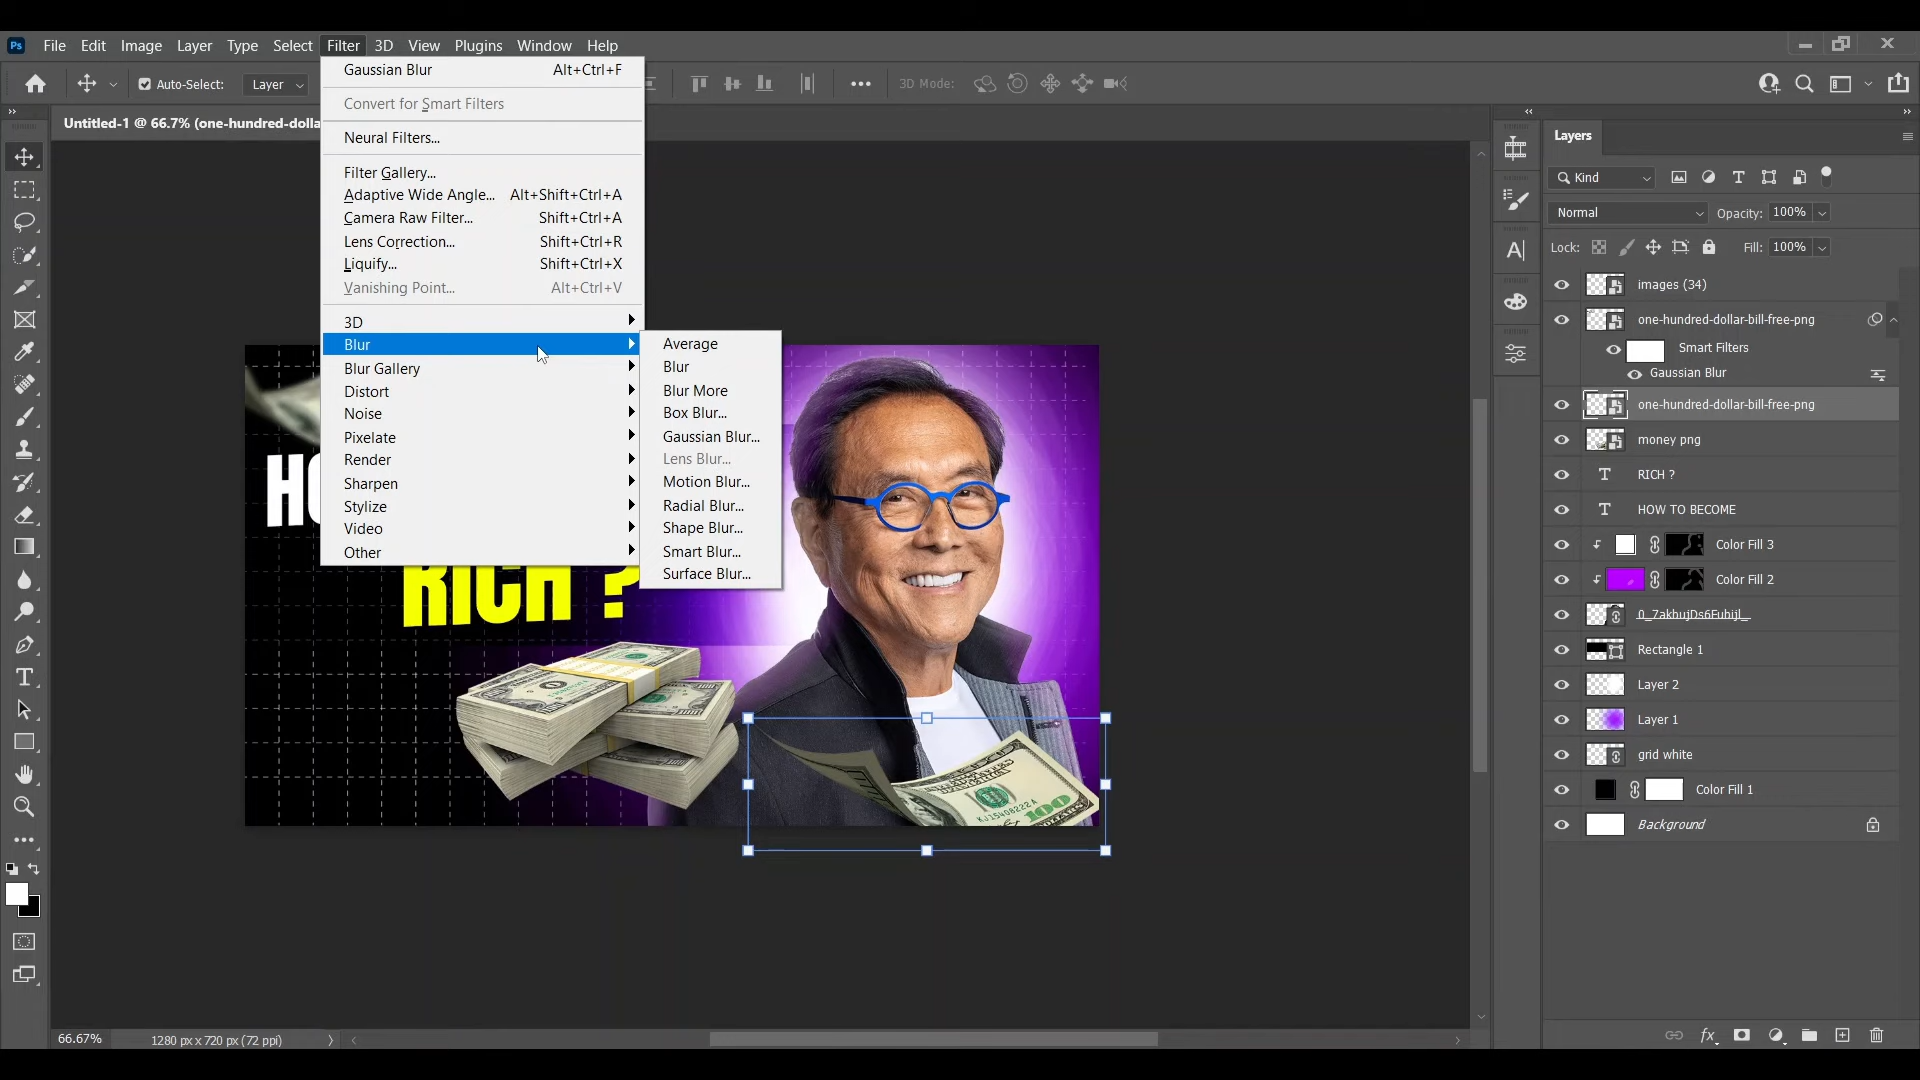 Ps File Edit Image Layer Type Select Filter 3D View Plugins Window Help
Auto-Select: Layer
3D Mode:
Untitled-1 @ 66.7% (one-hundred-dolla
Gaussian Blur Alt+Ctrl+F
Convert for Smart Filters
Neural Filters...
Filter Gallery...
Adaptive Wide Angle... Alt+Shift+Ctrl+A
Camera Raw Filter... Shift+Ctrl+A
Lens Correction... Shift+Ctrl+R
Liquify... Shift+Ctrl+X
Vanishing Point... Alt+Ctrl+V
3D
Blur
Blur Gallery
Distort
Noise
Pixelate
Render
Sharpen
Stylize
Video
Other
Average
Blur
Blur More
Box Blur...
Gaussian Blur...
Lens Blur...
Motion Blur...
Radial Blur...
Shape Blur...
Smart Blur...
Surface Blur...
HO
RICH ?
KJ15408222A
100
Layers
Kind
Normal Opacity: 100%
Lock: Fill: 100%
images (34)
one-hundred-dollar-bill-free-png
Smart Filters
Gaussian Blur
one-hundred-dollar-bill-free-png
money png
RICH ?
HOW TO BECOME
Color Fill 3
Color Fill 2
0_7akhujDs6Fubijl_
Rectangle 1
Layer 2
Layer 1
grid white
Color Fill 1
Background
66.67% 1280 px x 720 px (72 ppi)